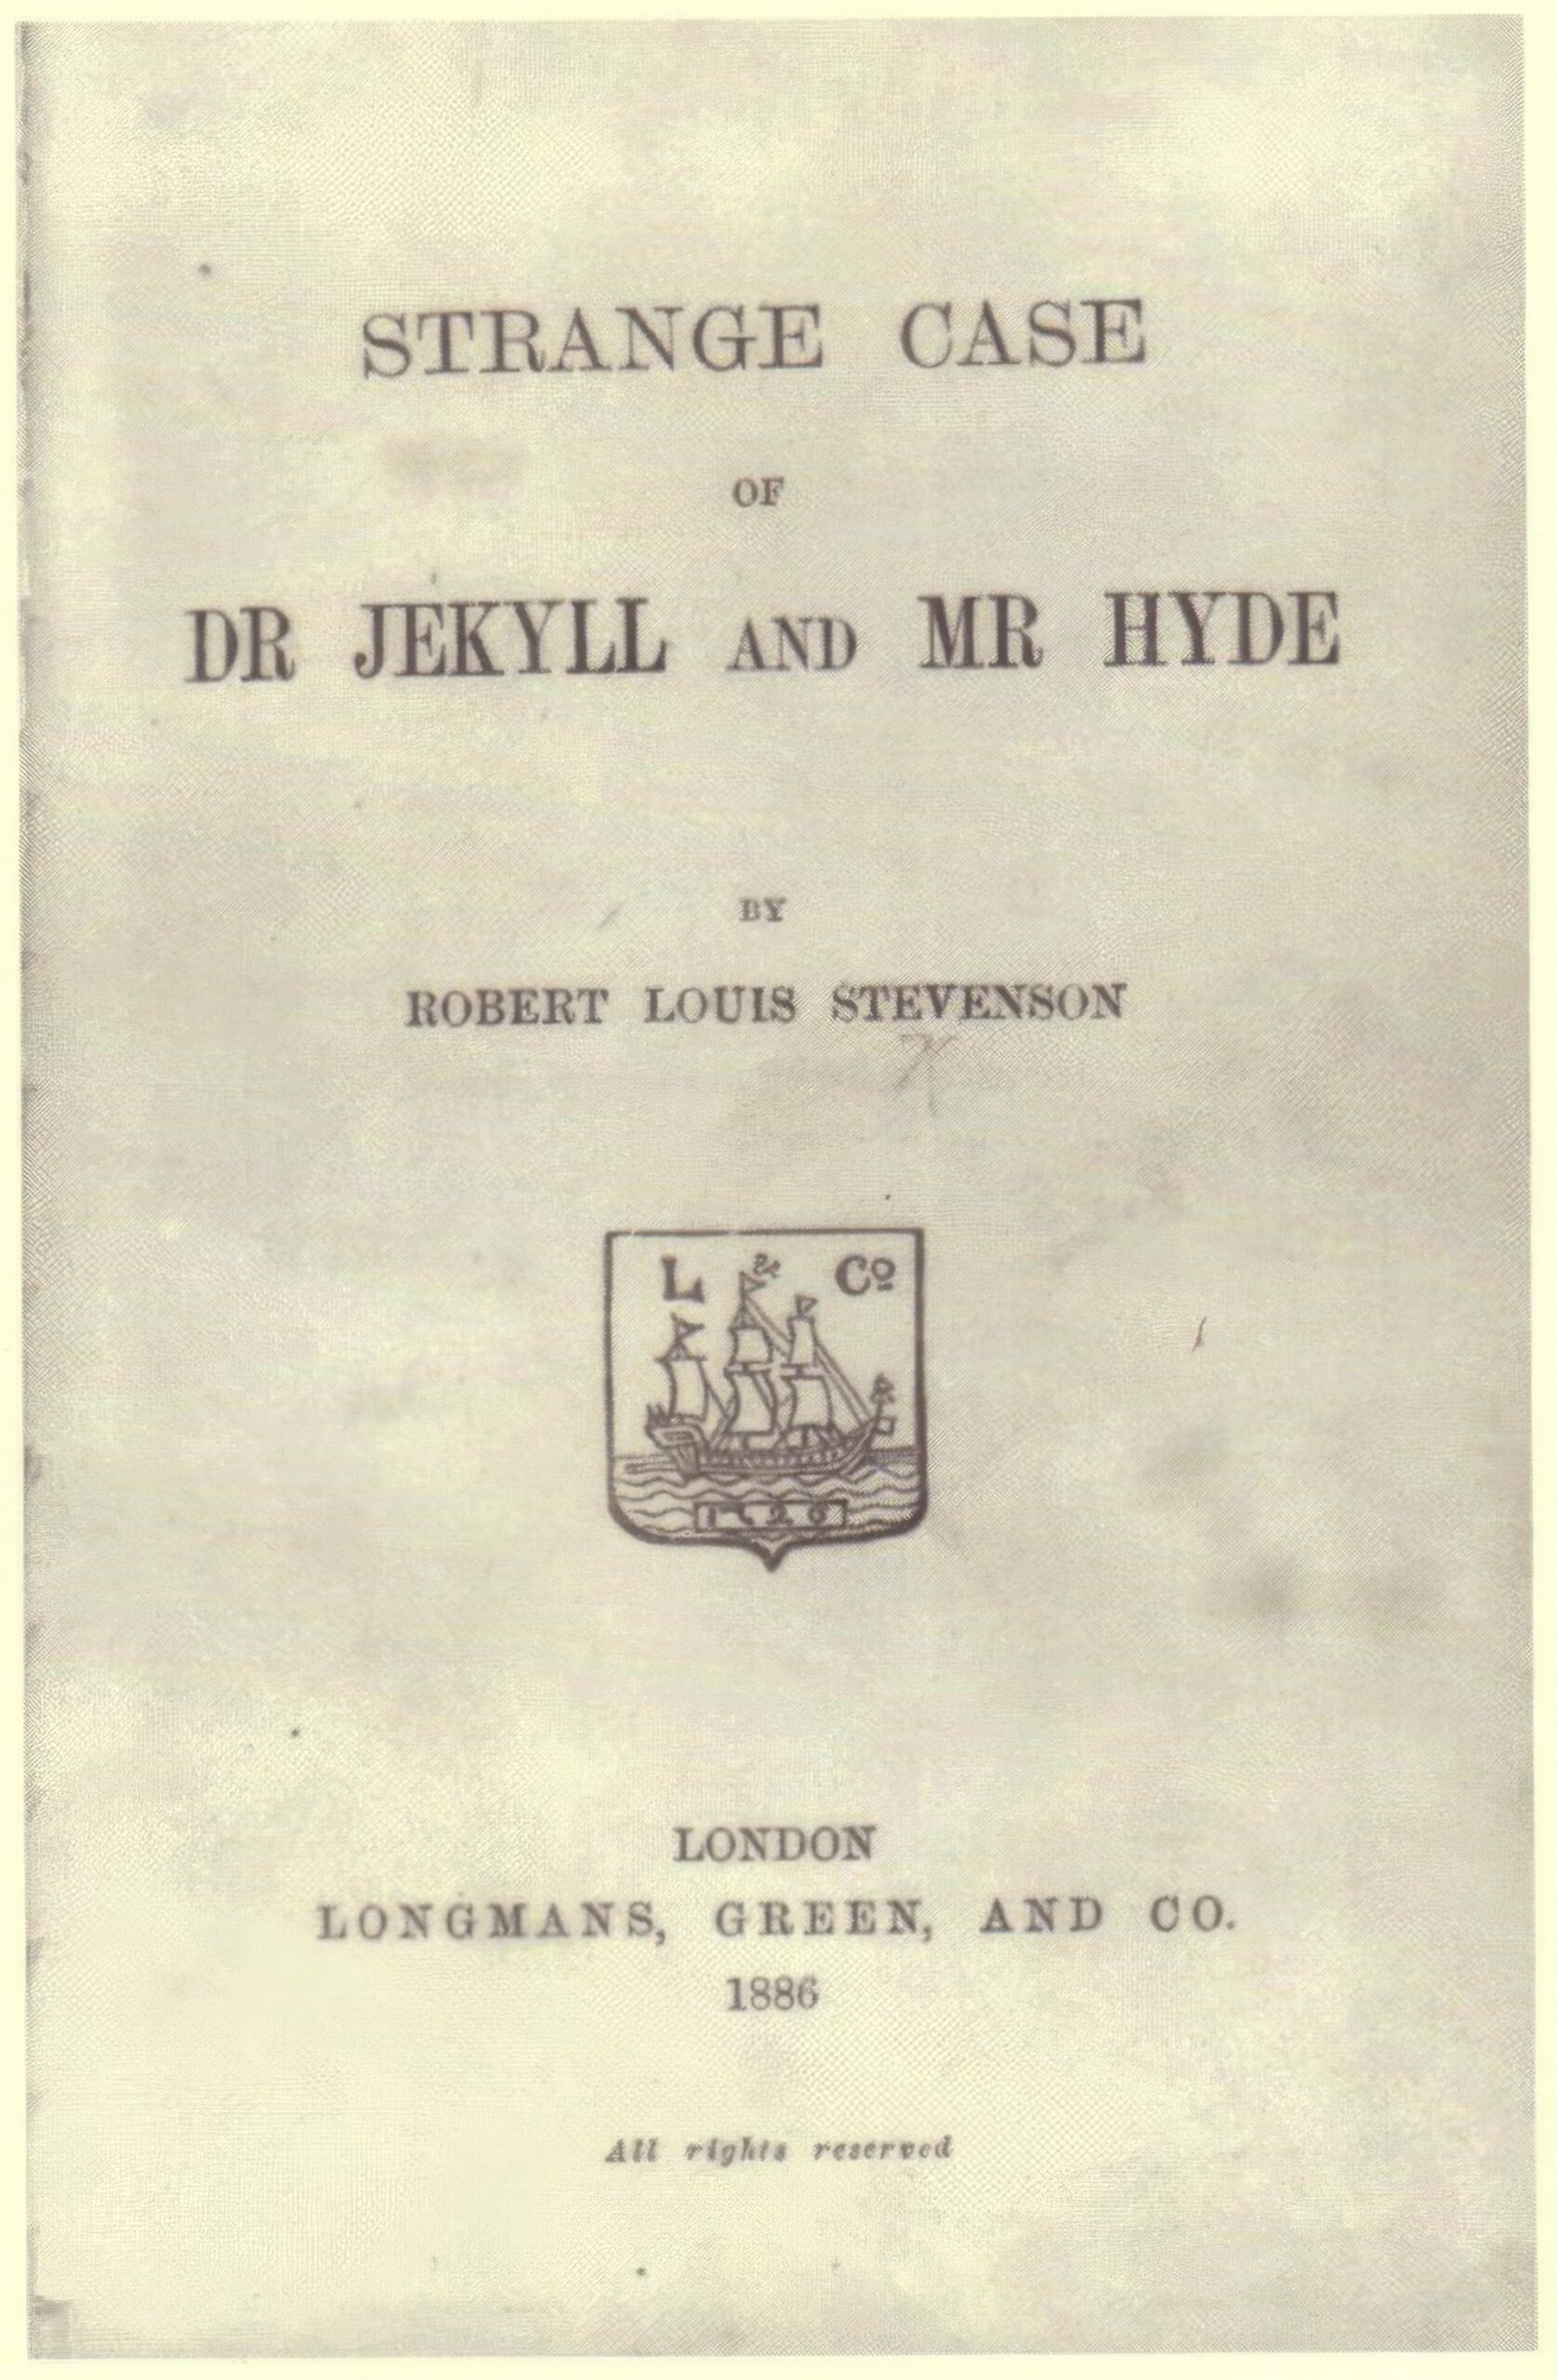 STRANGE CASE
OF
DR JEKYLL AND MR HYDE
BY
ROBERT LOUIS STEVENSON
L Cº
LONDON
LONGMANS, GREEN, AND CO.
1886
All rights reserved